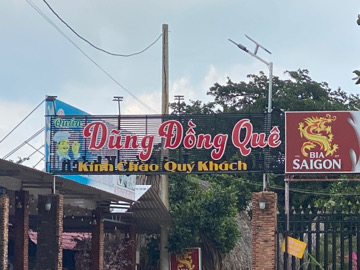 Quán
Dũng Đồng Quê
Kính Chào Quý Khách
BIA
SAIGON